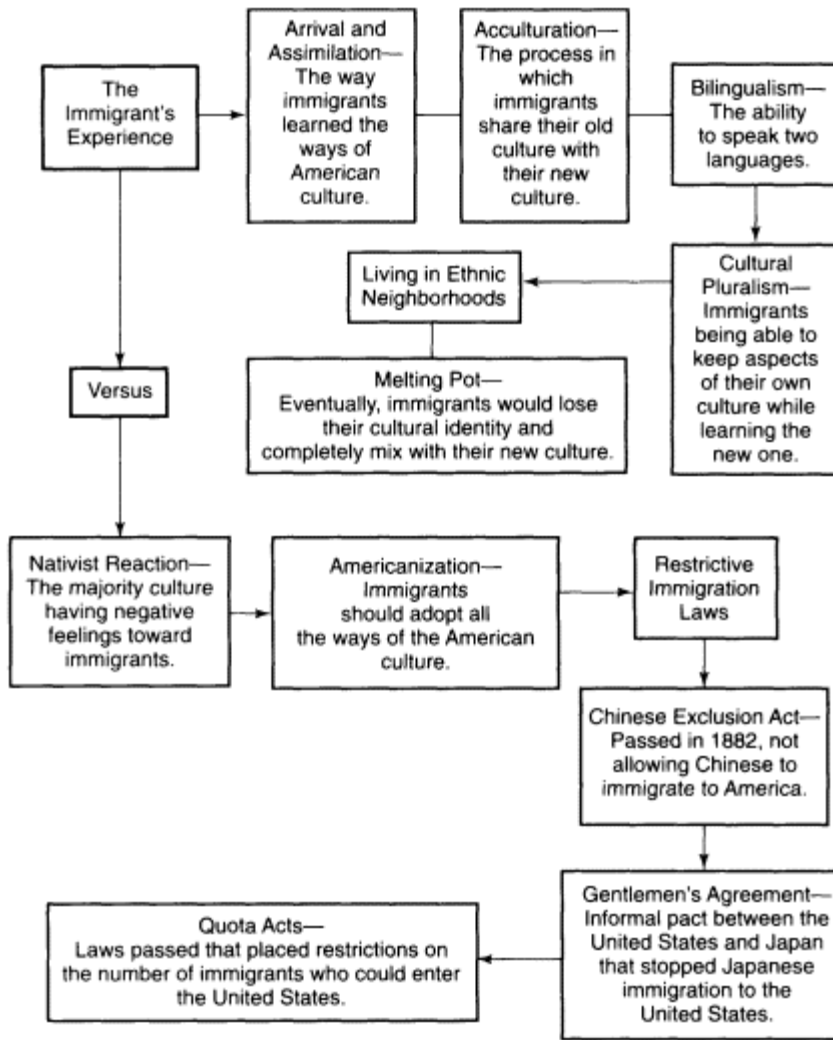 The
Immigrant's
Experience
Arrival and
Assimilation—
The way
immigrants
learned the
ways of
American
culture.
Acculturation—
The process in
which
immigrants
share their old
culture with
their new
culture.
Bilingualism—
The ability
to speak two
languages.
Cultural
Pluralism—
Immigrants
being able to
keep aspects
of their own
culture while
learning the
new one.
Living in Ethnic
Neighborhoods
Melting Pot—
Eventually, immigrants would lose
their cultural identity and
completely mix with their new culture.
Versus
Nativist Reaction—
The majority culture
having negative
feelings toward
immigrants.
Americanization—
Immigrants
should adopt all
the ways of the American
culture.
Restrictive
Immigration
Laws
Chinese Exclusion Act—
Passed in 1882, not
allowing Chinese to
immigrate to America.
Gentlemen's Agreement—
Informal pact between the
United States and Japan
that stopped Japanese
immigration to the
United States.
Quota Acts—
Laws passed that placed restrictions on
the number of immigrants who could enter
the United States.